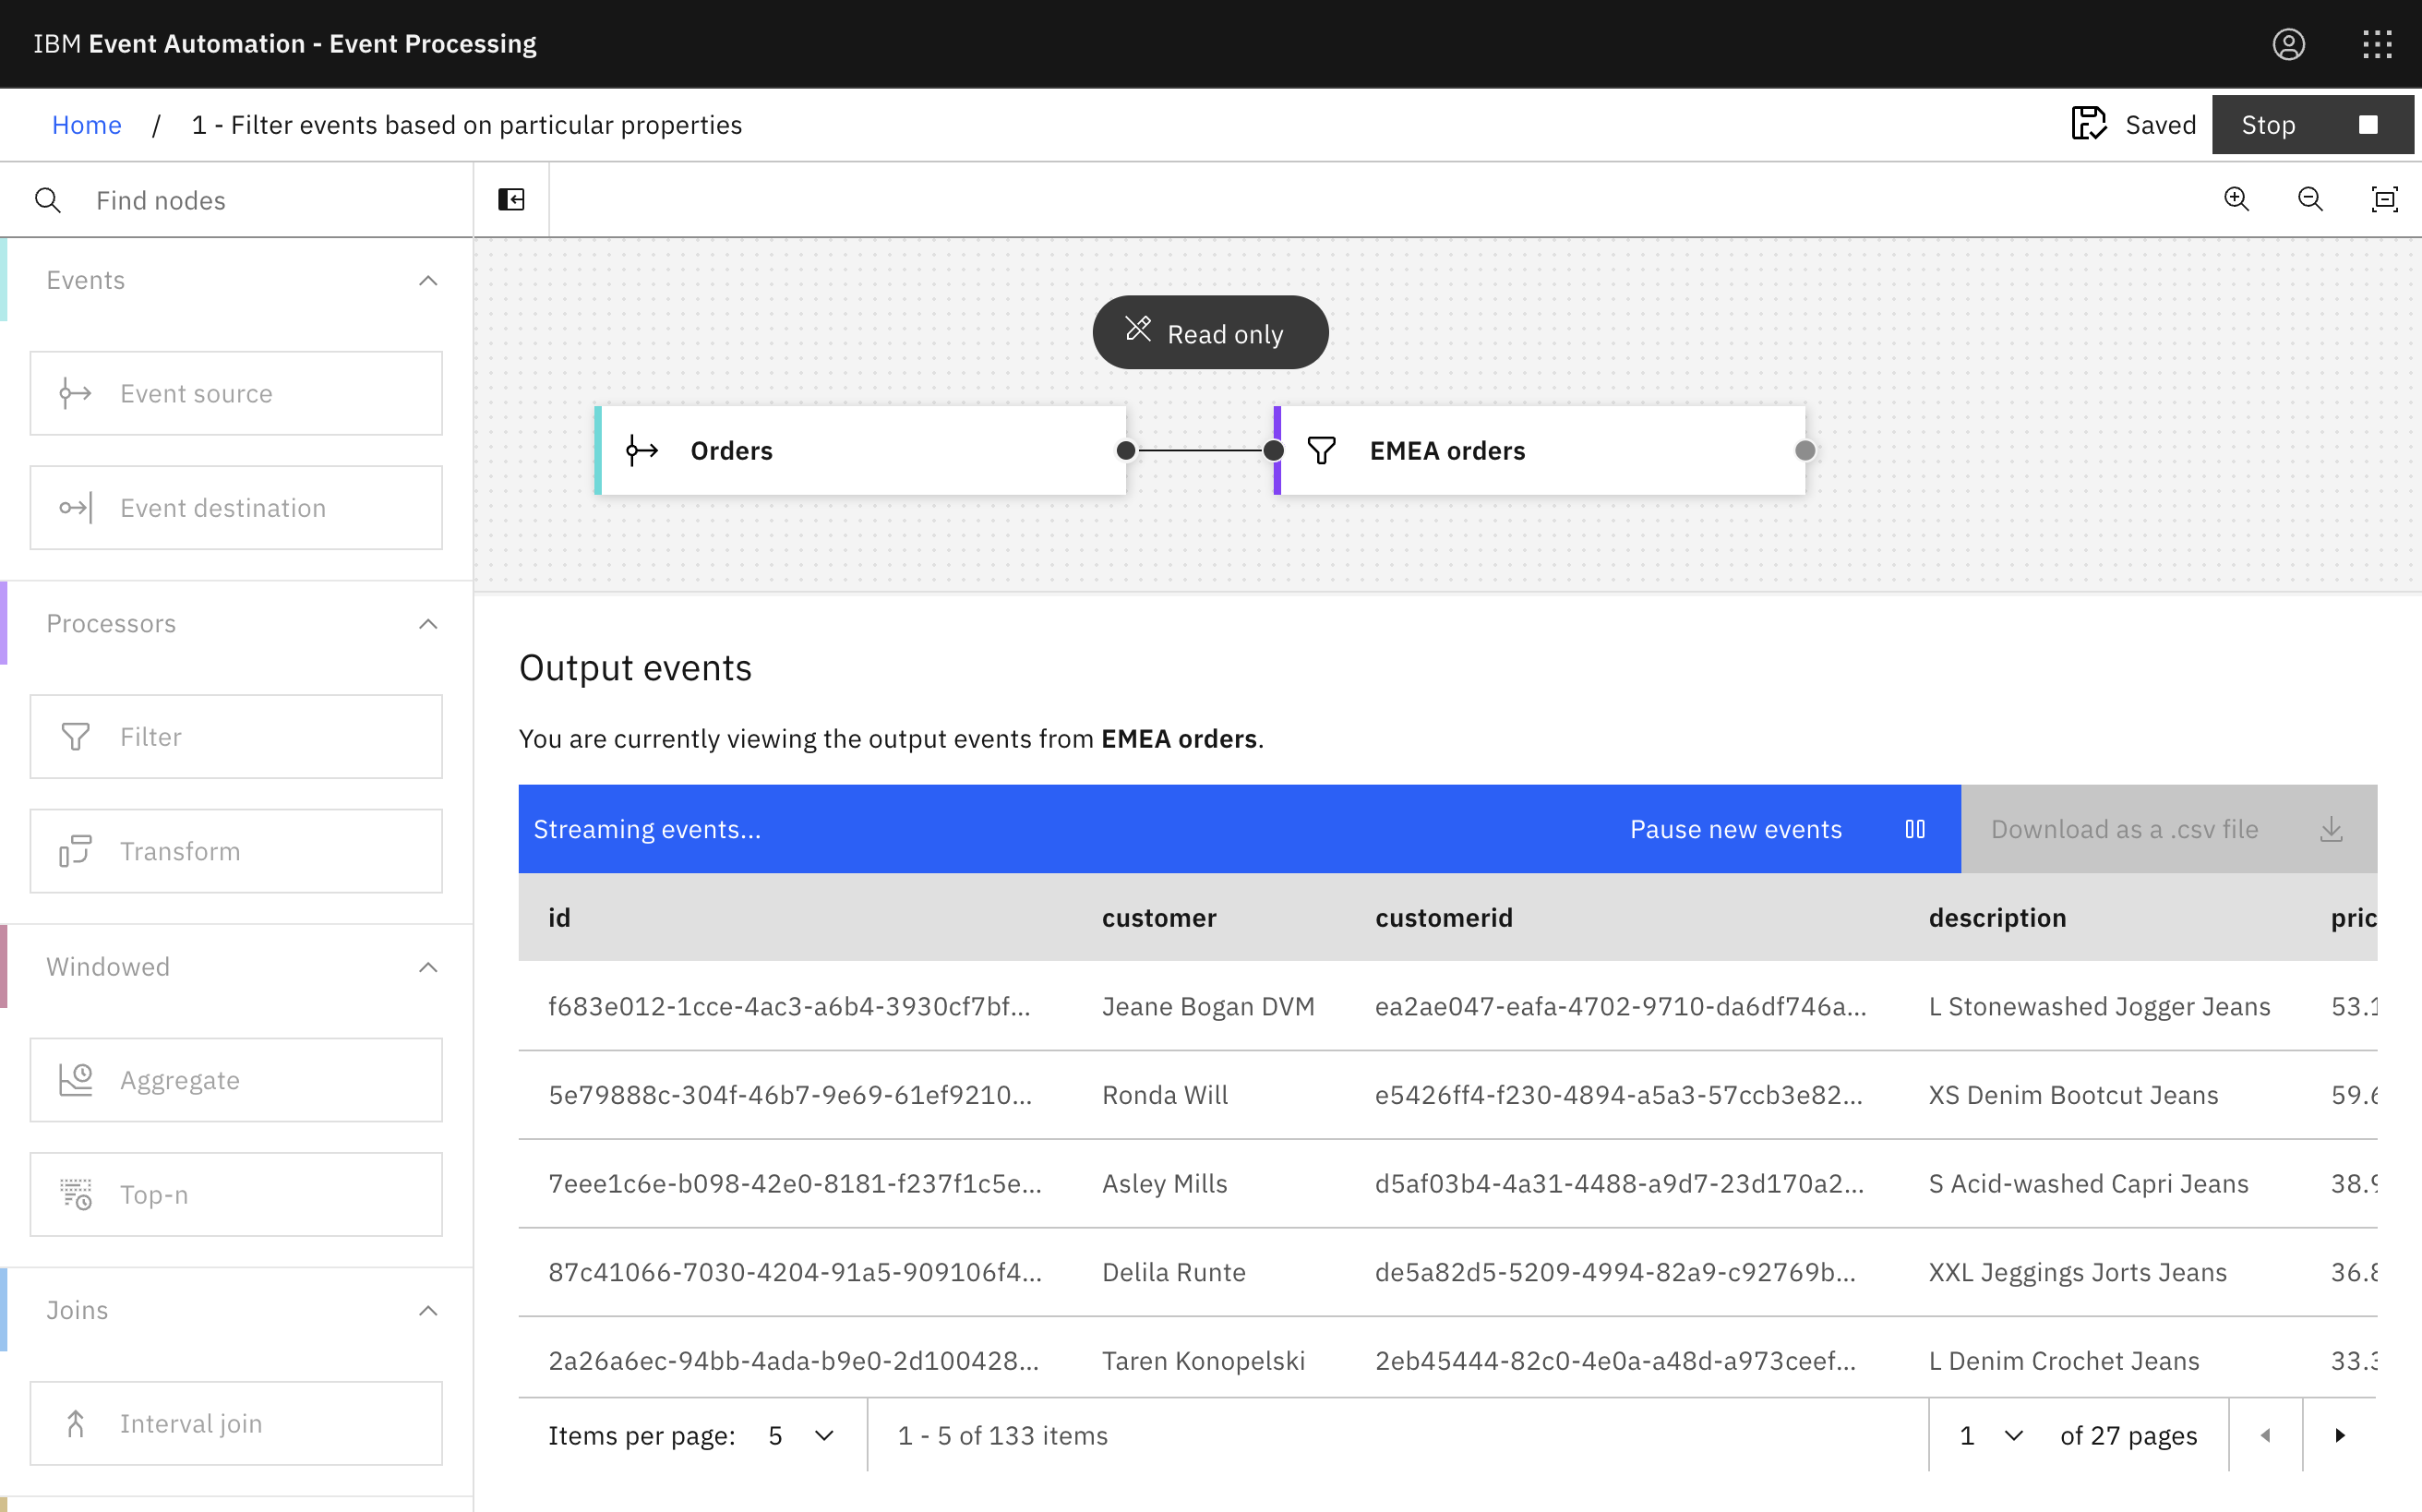 IBM Event Automation - Event Processing
Home / 1 - Filter events based on particular properties
Saved
Stop
Find nodes
Events
Event source
Event destination
Processors
Filter
Transform
Windowed
Aggregate
Top-n
Joins
Interval join
Read only
Orders
EMEA orders
Output events
You are currently viewing the output events from EMEA orders.
Streaming events...
Pause new events
Download as a .csv file
id customer customerid description pric
f683e012-1cce-4ac3-a6b4-3930cf7bf... Jeane Bogan DVM ea2ae047-eafa-4702-9710-da6df746a... L Stonewashed Jogger Jeans 53.1
5e79888c-304f-46b7-9e69-61ef9210... Ronda Will e5426ff4-f230-4894-a5a3-57ccb3e82... XS Denim Bootcut Jeans 59.6
7eee1c6e-b098-42e0-8181-f237f1c5e... Asley Mills d5af03b4-4a31-4488-a9d7-23d170a2... S Acid-washed Capri Jeans 38.9
87c41066-7030-4204-91a5-909106f4... Delila Runte de5a82d5-5209-4994-82a9-c92769b... XXL Jeggings Jorts Jeans 36.8
2a26a6ec-94bb-4ada-b9e0-2d100428... Taren Konopelski 2eb45444-82c0-4e0a-a48d-a973ceef... L Denim Crochet Jeans 33.3
Items per page: 5 1 - 5 of 133 items 1 of 27 pages